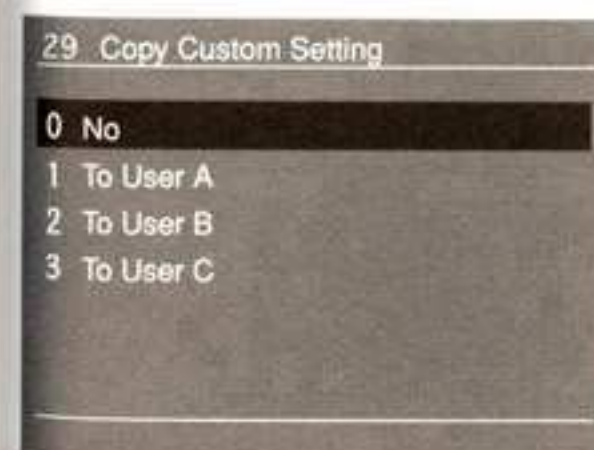 29 Copy Custom Setting
0 No
1 To User A
2 To User B
3 To User C